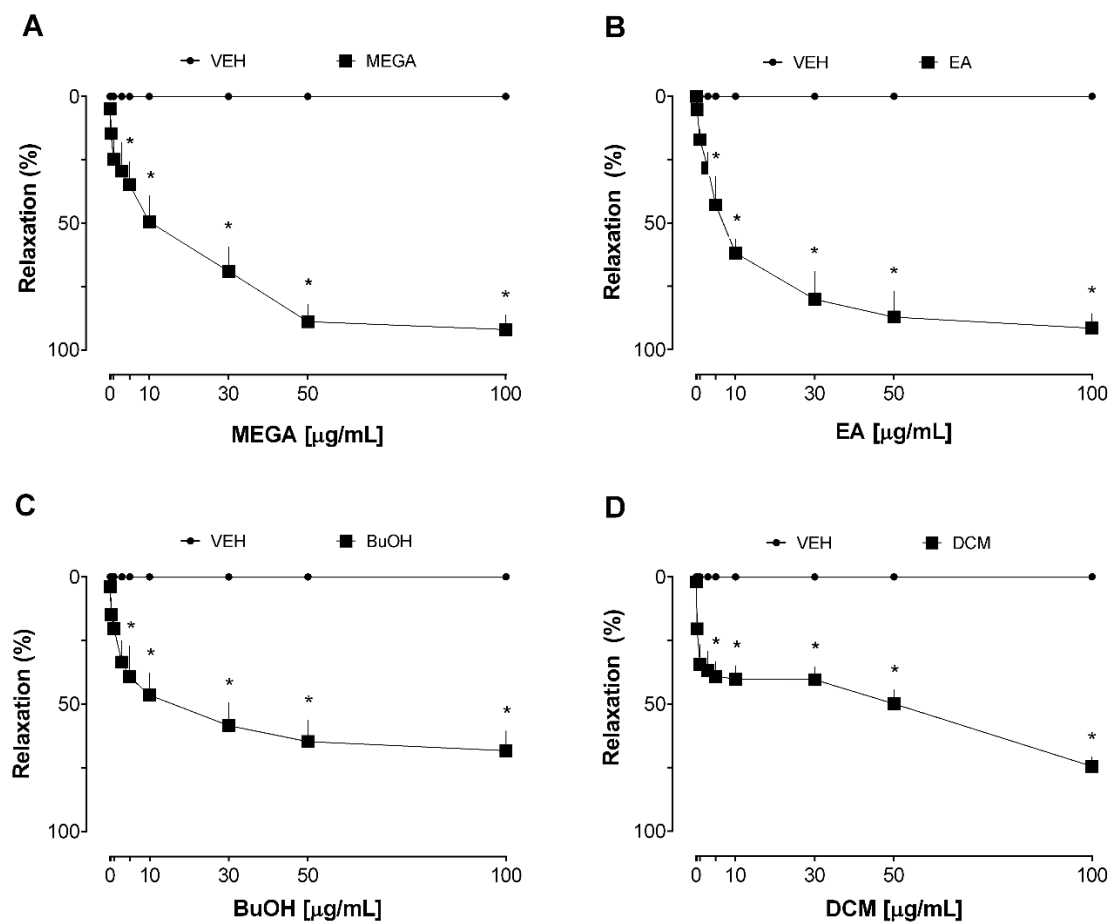 A
VEH MEGA
Relaxation (%)
0
50
100
* * * * *
0 10 30 50 100
MEGA [μg/mL]
B
VEH EA
Relaxation (%)
0
50
100
* * * * *
0 10 30 50 100
EA [μg/mL]
C
VEH BuOH
Relaxation (%)
0
50
100
* * * * *
0 10 30 50 100
BuOH [μg/mL]
D
VEH DCM
Relaxation (%)
0
50
100
* * * * *
0 10 30 50 100
DCM [μg/mL]